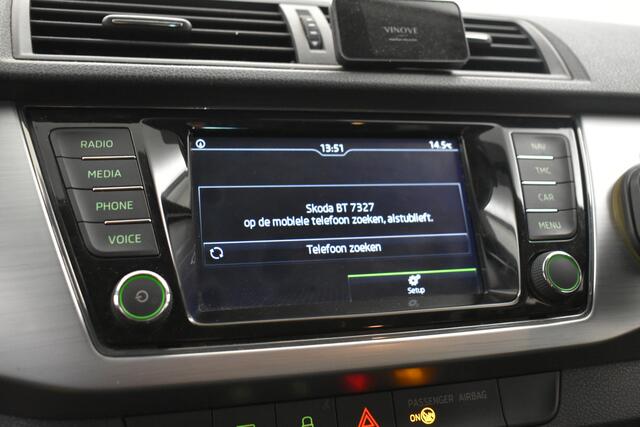 VINOVE
RADIO
MEDIA
PHONE
VOICE
13:51
14.5°C
Skoda BT 7327
op de mobiele telefoon zoeken, alstublieft.
Telefoon zoeken
Setup
NAV
TMC
CAR
MENU
PASSENGER AIRBAG
ON